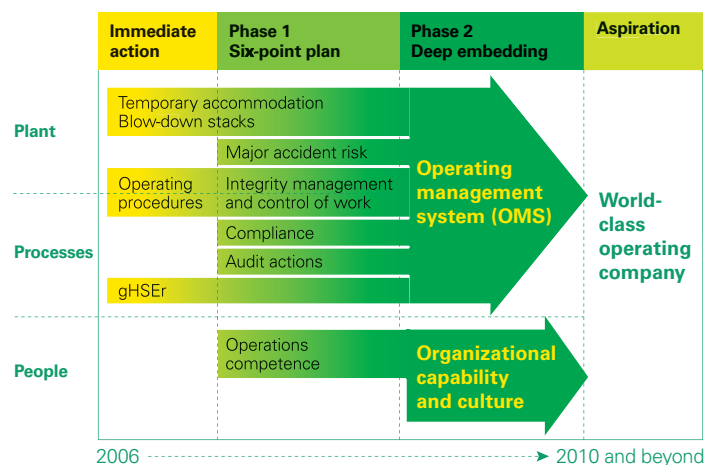 Immediate
action
Phase 1
Six-point plan
Phase 2
Deep embedding
Aspiration
Plant
Temporary accommodation
Blow-down stacks
Major accident risk
Operating
procedures
Integrity management
and control of work
Operating
management
system (OMS)
World-
class
operating
company
Processes
Compliance
Audit actions
gHSEr
People
Operations
competence
Organizational
capability
and culture
2006
2010 and beyond